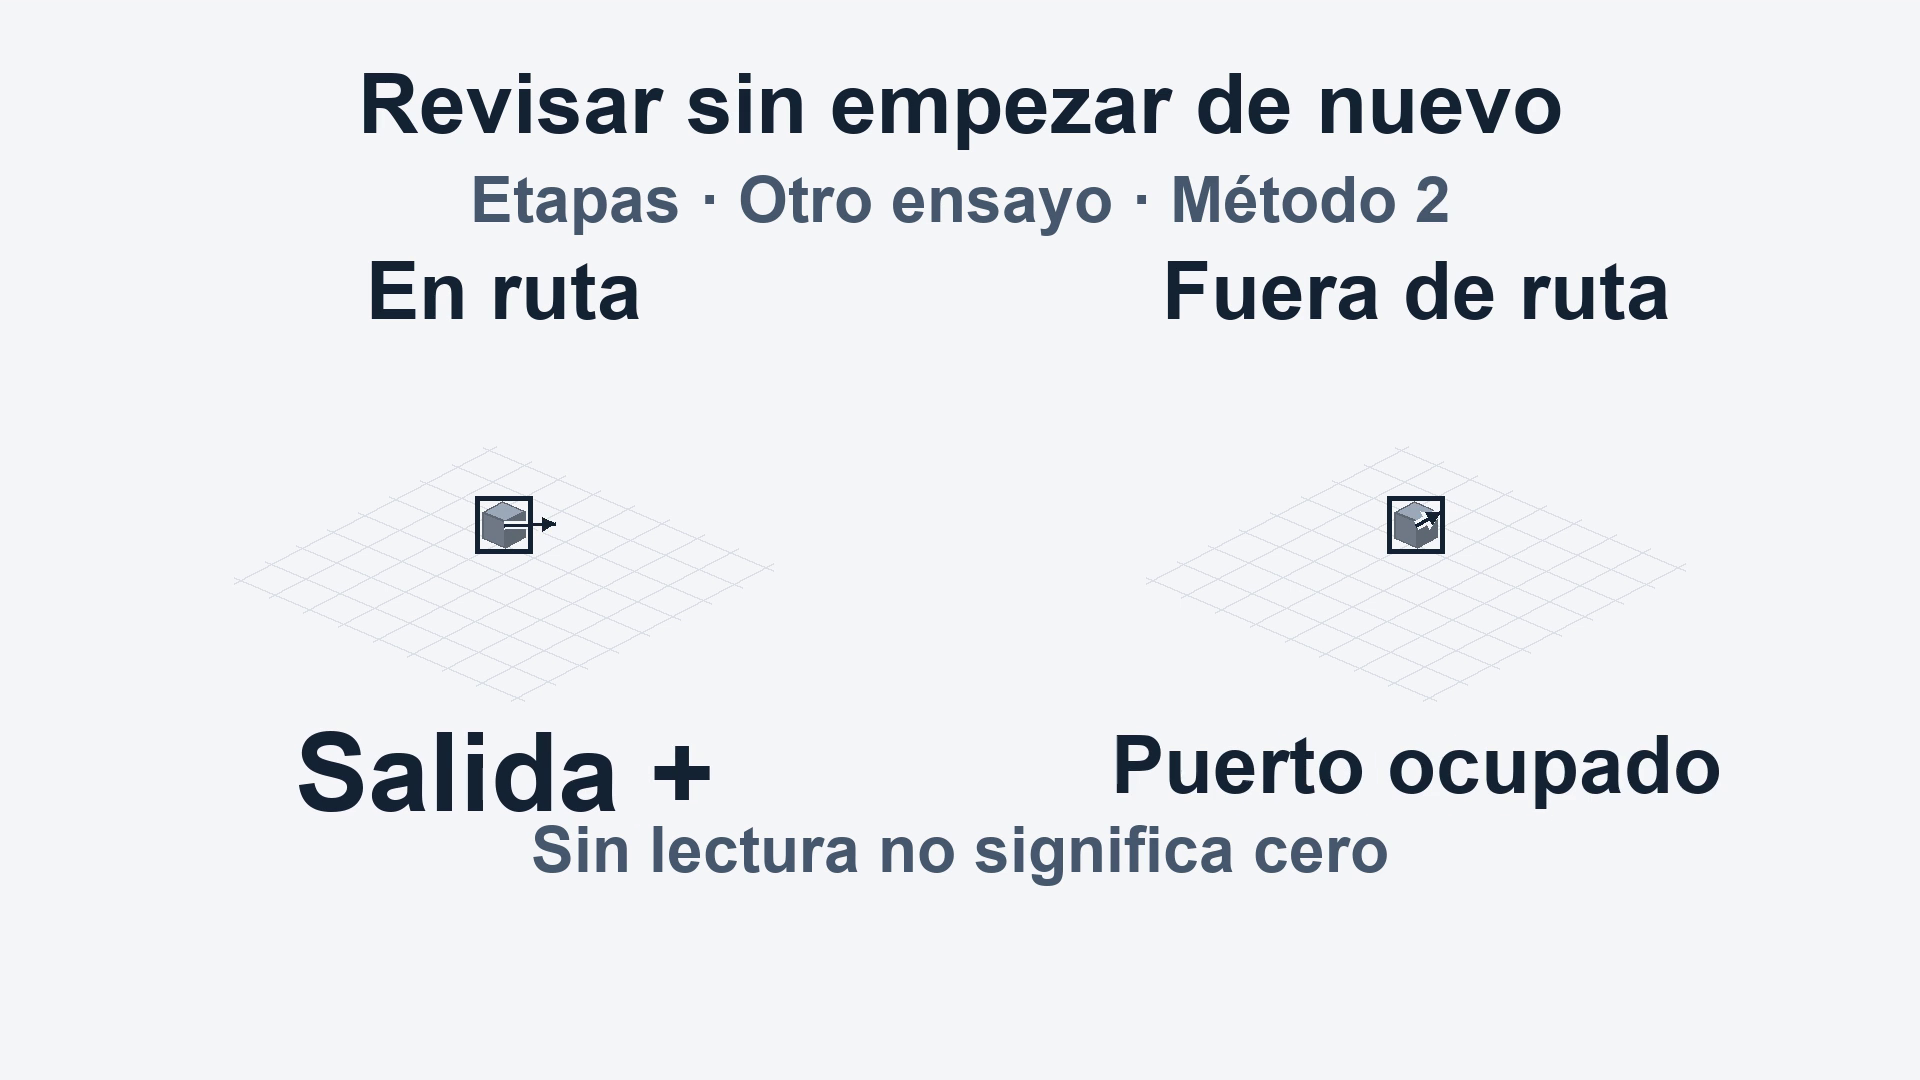 Revisar sin empezar de nuevo
Etapas · Otro ensayo · Método 2
En ruta
Fuera de ruta
Salida +
Puerto ocupado
Sin lectura no significa cero